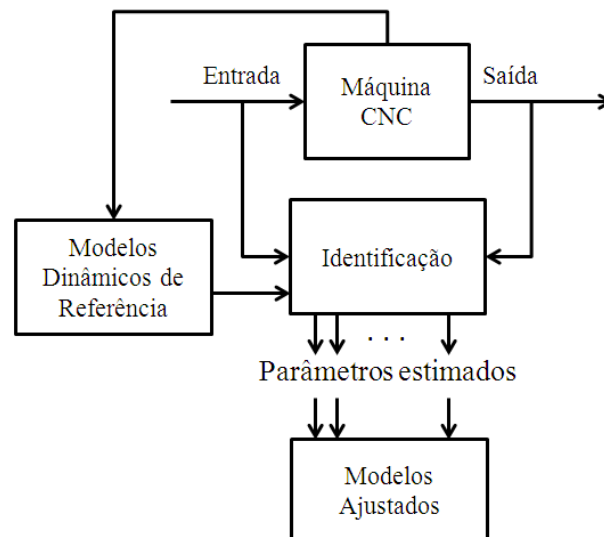 Entrada
Máquina
CNC
Saída
Modelos
Dinâmicos de
Referência
Identificação
. . .
Parâmetros estimados
Modelos
Ajustados